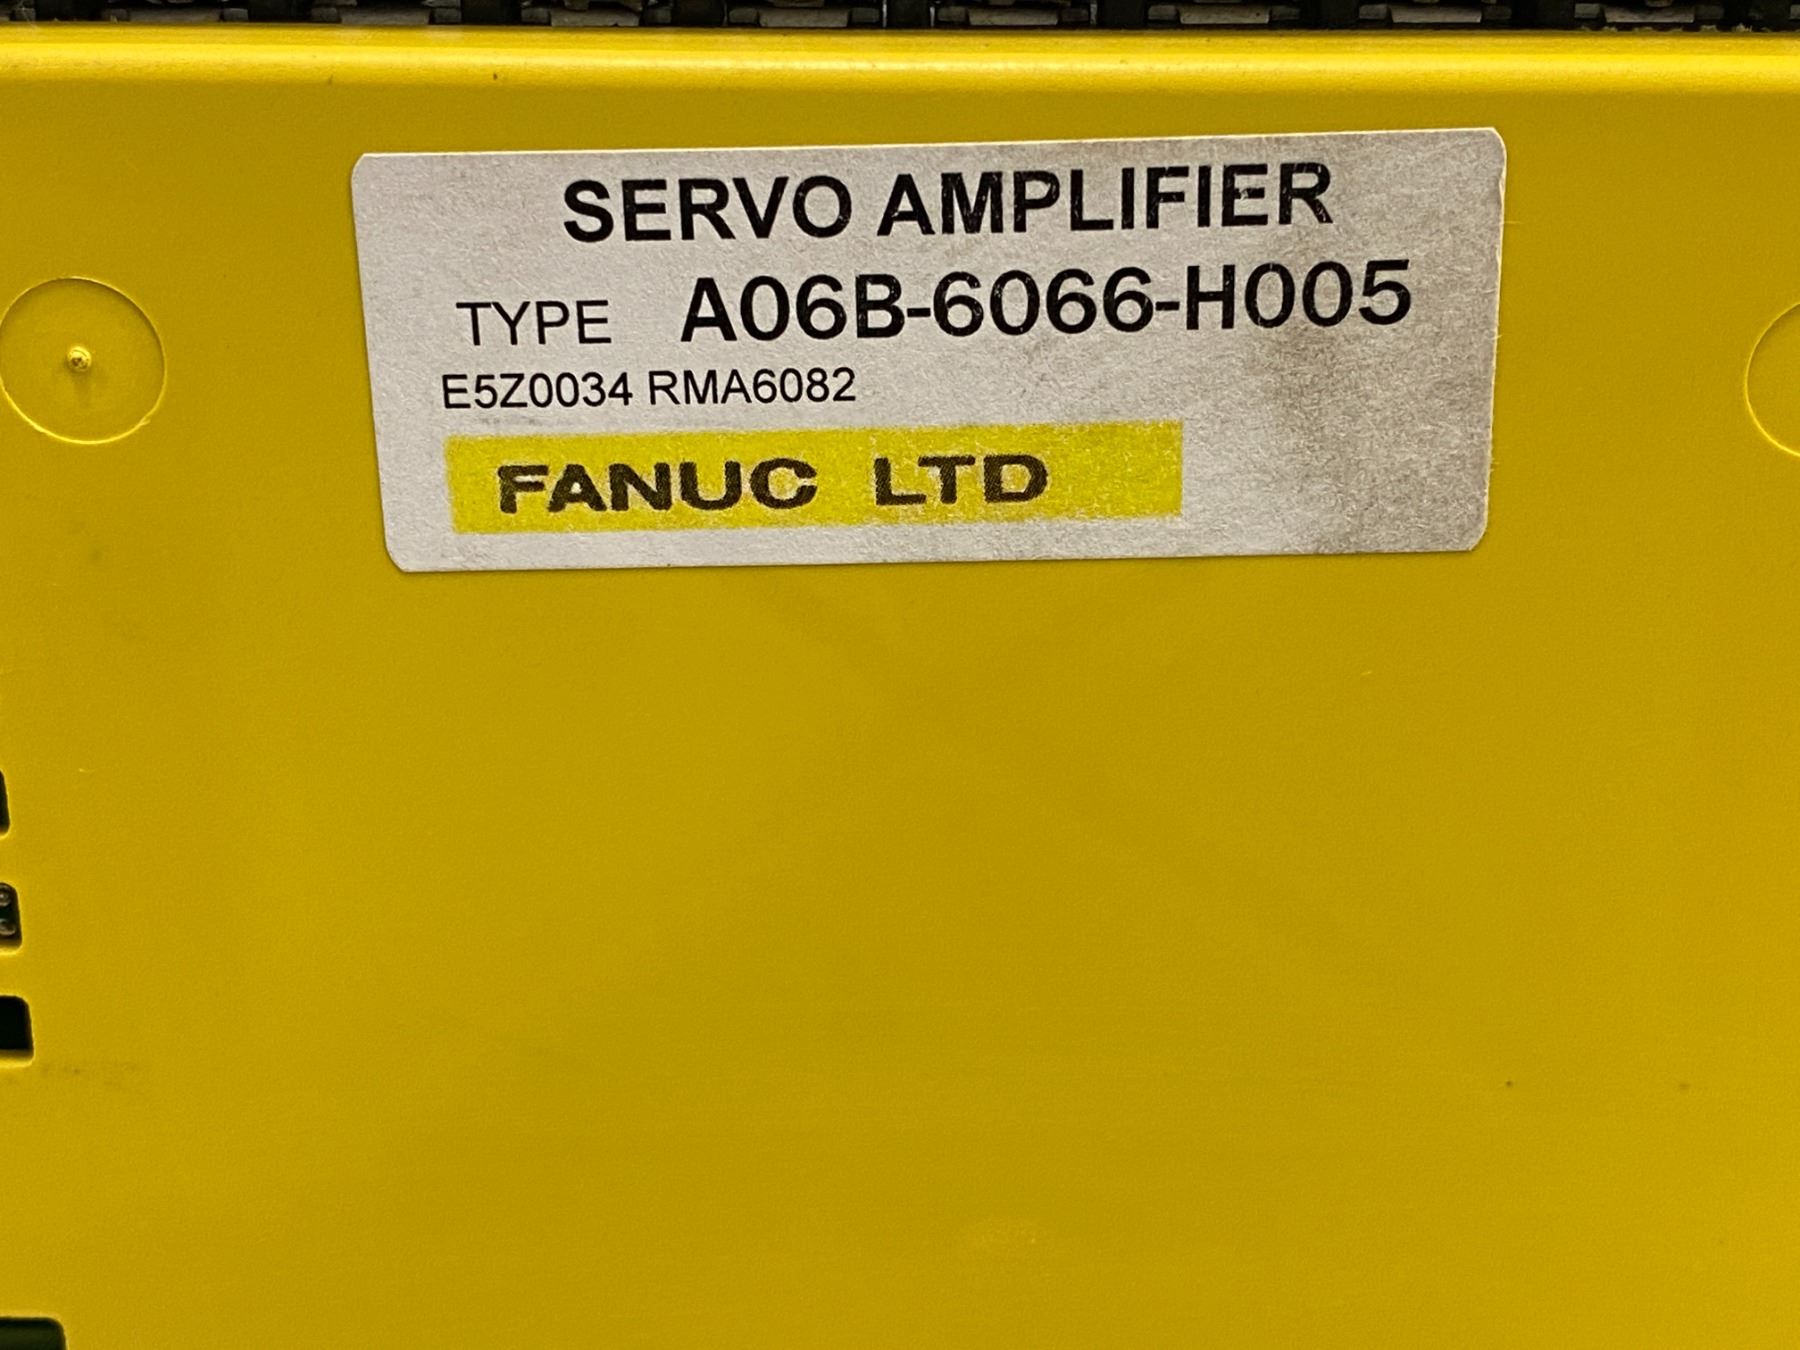 SERVO AMPLIFIER
TYPE A06B-6066-H005
E5Z0034 RMA6082
FANUC LTD